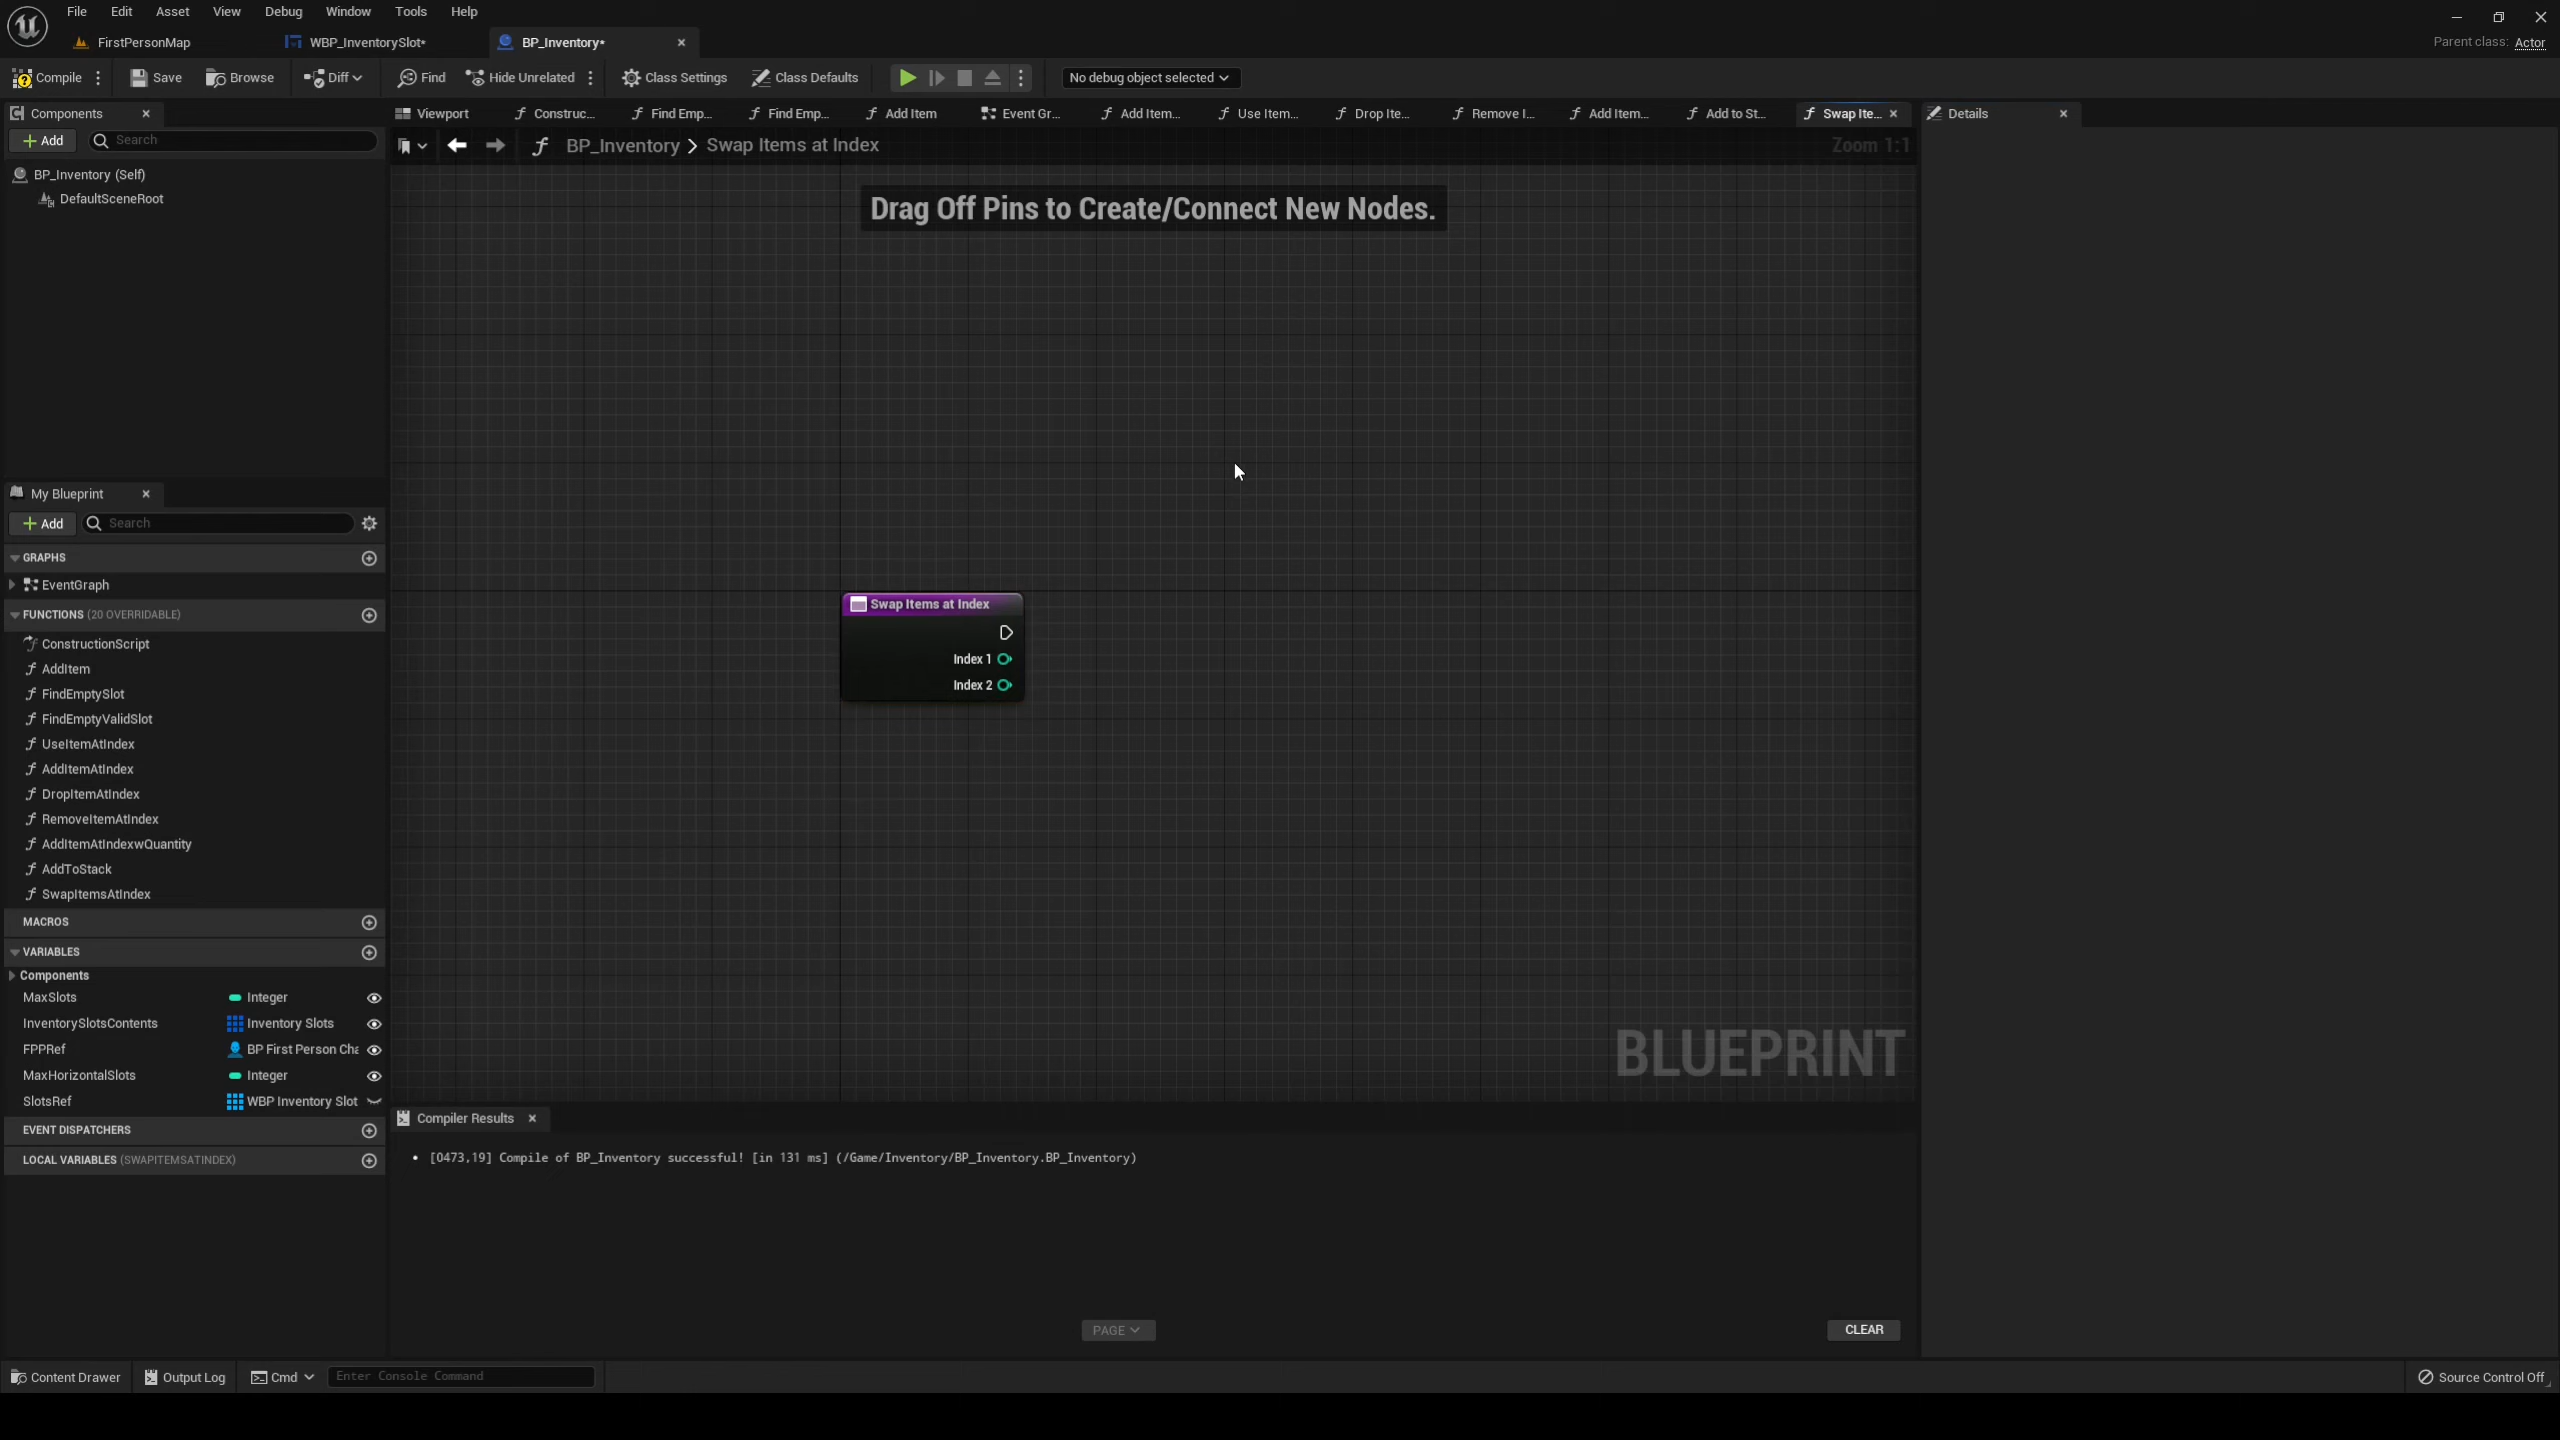 File Edit Asset View Debug Window Tools Help
FirstPersonMap WBP_InventorySlot* BP_Inventory* Parent class: Actor
Compile Save Browse Diff Find Hide Unrelated Class Settings Class Defaults No debug object selected
Components Viewport Construc... Find Emp... Find Emp... Add Item Event Gr... Add Item... Use Item... Drop Ite... Remove I... Add Item... Add to St... Swap Ite... Details
Add Search BP_Inventory > Swap Items at Index Zoom 1:1
BP_Inventory (Self)
DefaultSceneRoot
Drag Off Pins to Create/Connect New Nodes.
My Blueprint
Add Search
GRAPHS
EventGraph
FUNCTIONS (20 OVERRIDABLE)
ConstructionScript
AddItem
FindEmptySlot
FindEmptyValidSlot
UseItemAtIndex
AddItemAtIndex
DropItemAtIndex
RemoveItemAtIndex
AddItemAtIndexwQuantity
AddToStack
SwapItemsAtIndex
MACROS
VARIABLES
Components
MaxSlots Integer
InventorySlotsContents Inventory Slots
FPPRef BP First Person Cha
MaxHorizontalSlots Integer
SlotsRef WBP Inventory Slot
EVENT DISPATCHERS
LOCAL VARIABLES (SWAPITEMSATINDEX)
Swap Items at Index
Index 1
Index 2
BLUEPRINT
Compiler Results
• [0473,19] Compile of BP_Inventory successful! [in 131 ms] (/Game/Inventory/BP_Inventory.BP_Inventory)
PAGE CLEAR
Content Drawer Output Log Cmd Enter Console Command Source Control Off